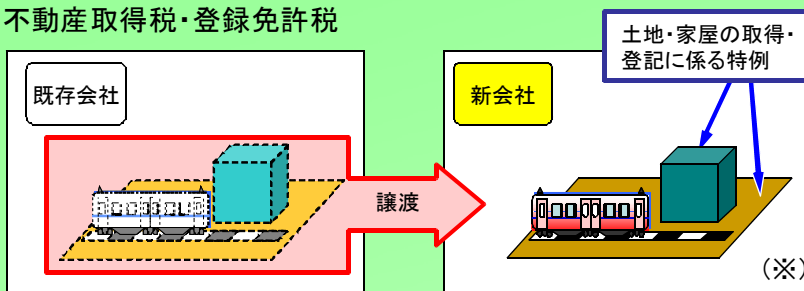 不動産取得税・登録免許税
土地・家屋の取得・
登記に係る特例
既存会社
新会社
譲渡
（※）